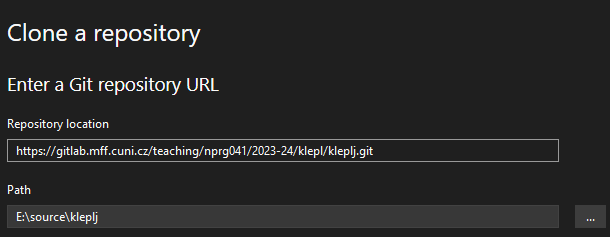 Clone a repository
Enter a Git repository URL
Repository location
https://gitlab.mff.cuni.cz/teaching/nprg041/2023-24/klepl/kleplj.git
Path
E:\source\kleplj
...